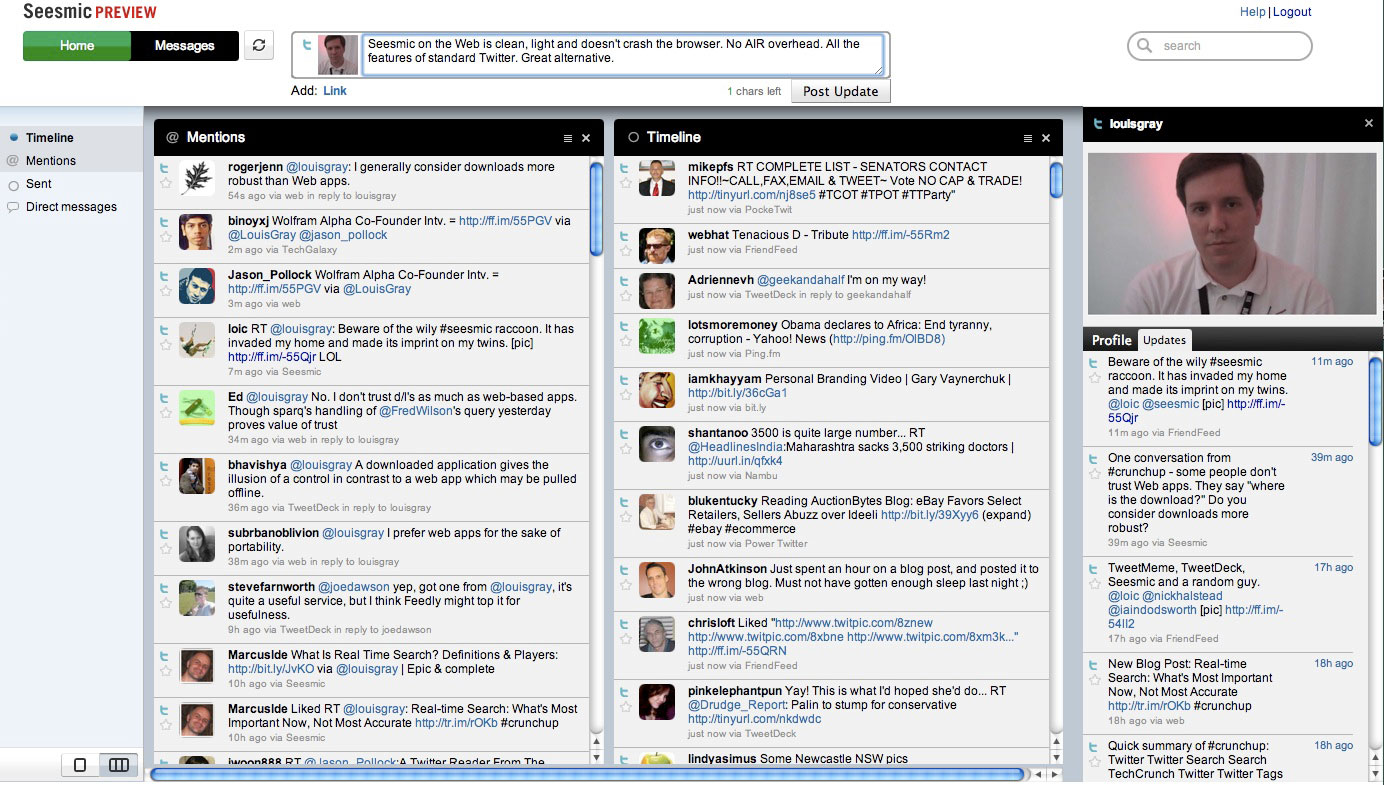 Seesmic PREVIEW
Help | Logout
Home
Messages
Seesmic on the Web is clean, light and doesn't crash the browser. No AIR overhead. All the
features of standard Twitter. Great alternative.
search
Add: Link
1 chars left
Post Update
Timeline
@ Mentions
Sent
Direct messages
@ Mentions
rogerjenn @louisgray: I generally consider downloads more
robust than Web apps.
54s ago via web in reply to louisgray
binoyxj Wolfram Alpha Co-Founder Intv. = http://ff.im/55PGV via
@LouisGray @jason_pollock
2m ago via TechGalaxy
Jason_Pollock Wolfram Alpha Co-Founder Intv. =
http://ff.im/55PGV via @LouisGray
3m ago via web
loic RT @louisgray: Beware of the wily #seesmic raccoon. It has
invaded my home and made its imprint on my twins. [pic]
http://ff.im/-55Qjr LOL
7m ago via Seesmic
Ed @louisgray No. I don't trust d/l's as much as web-based apps.
Though sparq's handling of @FredWilson's query yesterday
proves value of trust
34m ago via web in reply to louisgray
bhavishya @louisgray A downloaded application gives the
illusion of a control in contrast to a web app which may be pulled
offline.
36m ago via TweetDeck in reply to louisgray
subrbanoblivion @louisgray I prefer web apps for the sake of
portability.
38m ago via web in reply to louisgray
stevefarnworth @joedawson yep, got one from @louisgray, it's
quite a useful service, but I think Feedly might top it for
usefulness.
9h ago via TweetDeck in reply to joedawson
MarcusIde What Is Real Time Search? Definitions & Players:
http://bit.ly/JvKO via @louisgray | Epic & complete
10h ago via Seesmic
MarcusIde Liked RT @louisgray: Real-time Search: What's Most
Important Now, Not Most Accurate http://tr.im/rOKb #crunchup
10h ago via Seesmic
iwoon888 RT @Jason_Pollock:A Twitter Reader From The
Timeline
mikepfs RT COMPLETE LIST - SENATORS CONTACT
INFO!!~CALL,FAX,EMAIL & TWEET~ Vote NO CAP & TRADE!
http://tinyurl.com/nj8se5 #TCOT #TPOT #TTParty"
just now via PockeTwit
webhat Tenacious D - Tribute http://ff.im/-55Rm2
just now via FriendFeed
Adriennevh @geekandahalf I'm on my way!
just now via TweetDeck in reply to geekandahalf
lotsmoremoney Obama declares to Africa: End tyranny,
corruption - Yahoo! News (http://ping.fm/OlBD8)
just now via Ping.fm
iamkhayyam Personal Branding Video | Gary Vaynerchuk |
http://bit.ly/36cGa1
just now via bit.ly
shantanoo 3500 is quite large number... RT
@HeadlinesIndia:Maharashtra sacks 3,500 striking doctors |
http://uurl.in/qfxk4
just now via Nambu
blukentucky Reading AuctionBytes Blog: eBay Favors Select
Retailers, Sellers Abuzz over Ideeli http://bit.ly/39Xyy6 (expand)
#ebay #ecommerce
just now via Power Twitter
JohnAtkinson Just spent an hour on a blog post, and posted it to
the wrong blog. Must not have gotten enough sleep last night ;)
just now via web
chrisloft Liked "http://www.twitpic.com/8znew
http://www.twitpic.com/8xbne http://www.twitpic.com/8xm3k..."
http://ff.im/-55QRN
just now via FriendFeed
pinkelephantpun Yay! This is what I'd hoped she'd do... RT
@Drudge_Report: Palin to stump for conservative
http://tinyurl.com/nkdwdc
just now via TweetDeck
lindyasimus Some Newcastle NSW pics
louisgray
Profile
Updates
Beware of the wily #seesmic 11m ago
raccoon. It has invaded my home
and made its imprint on my twins.
@loic @seesmic [pic] http://ff.im/-
55Qjr
11m ago via FriendFeed
One conversation from 39m ago
#crunchup - some people don't
trust Web apps. They say "where
is the download?" Do you
consider downloads more
robust?
39m ago via Seesmic
TweetMeme, TweetDeck, 17h ago
Seesmic and a random guy.
@loic @nickhalstead
@iaindodsworth [pic] http://ff.im/-
54II2
17h ago via FriendFeed
New Blog Post: Real-time 18h ago
Search: What's Most Important
Now, Not Most Accurate
http://tr.im/rOKb #crunchup
18h ago via web
Quick summary of #crunchup: 18h ago
Twitter Twitter Search Search
TechCrunch Twitter Twitter Tags